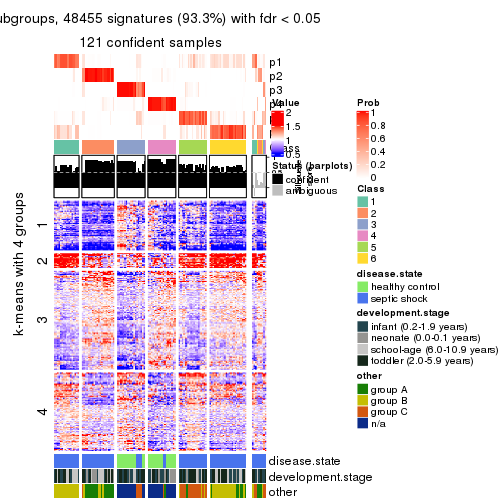 ubgroups, 48455 signatures (93.3%) with fdr < 0.05
121 confident samples
p1
p2
p3
Value
2
1.5
1
0.5
Status (barplots)
confident
ambiguous
Prob
1
0.8
0.6
0.4
0.2
0
Class
1
2
3
4
5
6
disease.state
healthy control
septic shock
development.stage
infant (0.2-1.9 years)
neonate (0.0-0.1 years)
school-age (6.0-10.9 years)
toddler (2.0-5.9 years)
other
group A
group B
group C
n/a
k-means with 4 groups
1
2
3
4
disease.state
development.stage
other